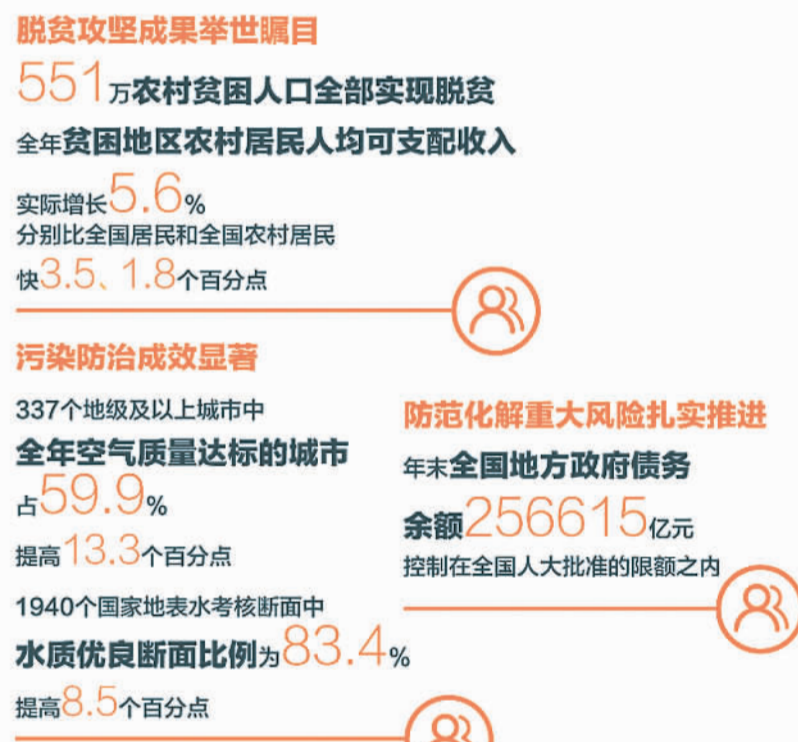 脱贫攻坚成果举世瞩目
551万农村贫困人口全部实现脱贫
全年贫困地区农村居民人均可支配收入
实际增长5.6%
分别比全国居民和全国农村居民
快3.5、1.8个百分点
污染防治成效显著
337个地级及以上城市中
全年空气质量达标的城市
占59.9%
提高13.3个百分点
1940个国家地表水考核断面中
水质优良断面比例为83.4%
提高8.5个百分点
防范化解重大风险扎实推进
年末全国地方政府债务
余额256615亿元
控制在全国人大批准的限额之内